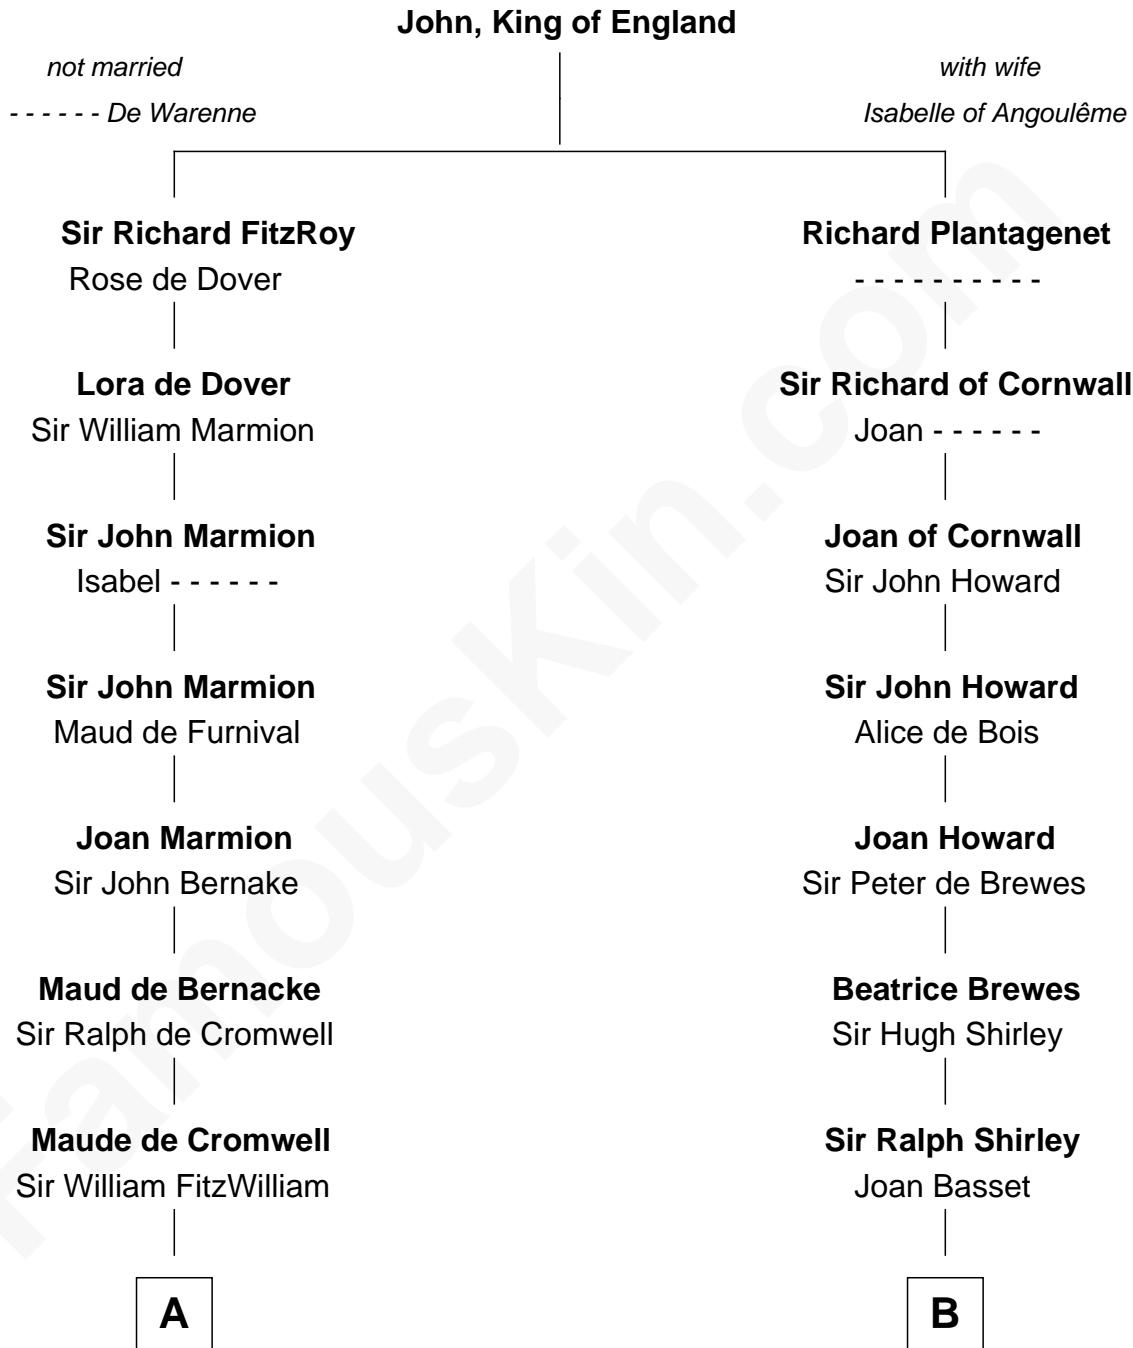 John, King of England
not married
with wife
- - - - - - De Warenne
Isabelle of Angoulême
Sir Richard FitzRoy
Rose de Dover
Richard Plantagenet
- - - - - - - - - -
Lora de Dover
Sir William Marmion
Sir Richard of Cornwall
Joan - - - - - -
Sir John Marmion
Isabel - - - - - -
Joan of Cornwall
Sir John Howard
Sir John Marmion
Maud de Furnival
Sir John Howard
Alice de Bois
Joan Marmion
Sir John Bernake
Joan Howard
Sir Peter de Brewes
Maud de Bernacke
Sir Ralph de Cromwell
Beatrice Brewes
Sir Hugh Shirley
Maude de Cromwell
Sir William FitzWilliam
Sir Ralph Shirley
Joan Basset
A
B
FamousKin.com